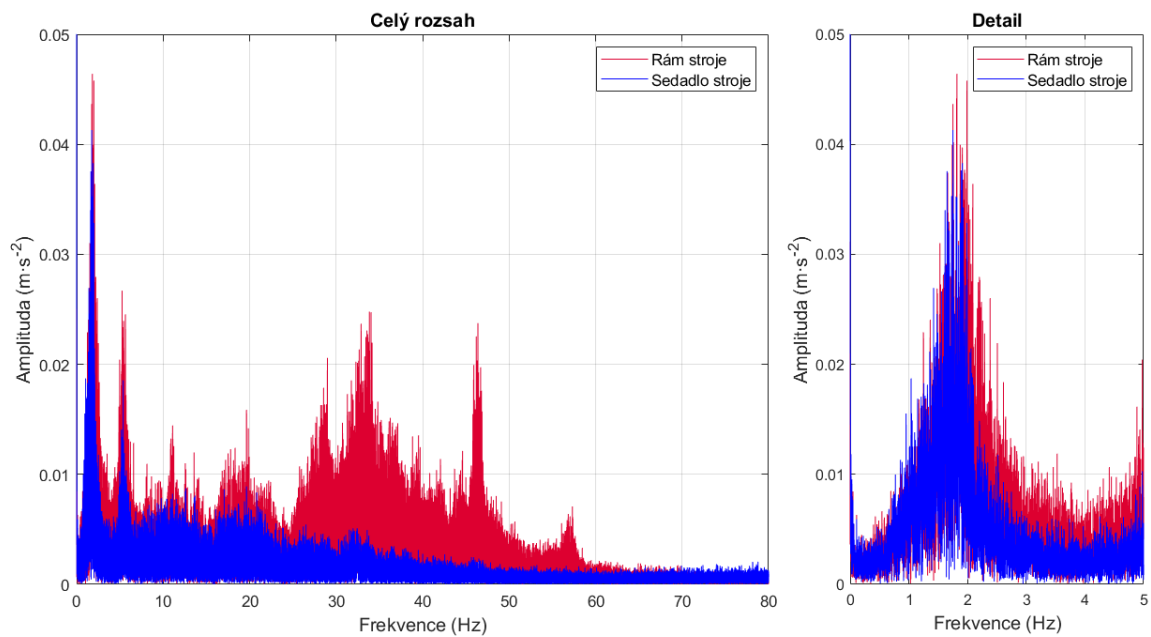 Celý rozsah
0.05
0.04
0.03
0.02
0.01
0
Amplituda (m·s⁻²)
0 10 20 30 40 50 60 70 80
Frekvence (Hz)
Rám stroje
Sedadlo stroje
Detail
0.05
0.04
0.03
0.02
0.01
0
Amplituda (m·s⁻²)
0 1 2 3 4 5
Frekvence (Hz)
Rám stroje
Sedadlo stroje